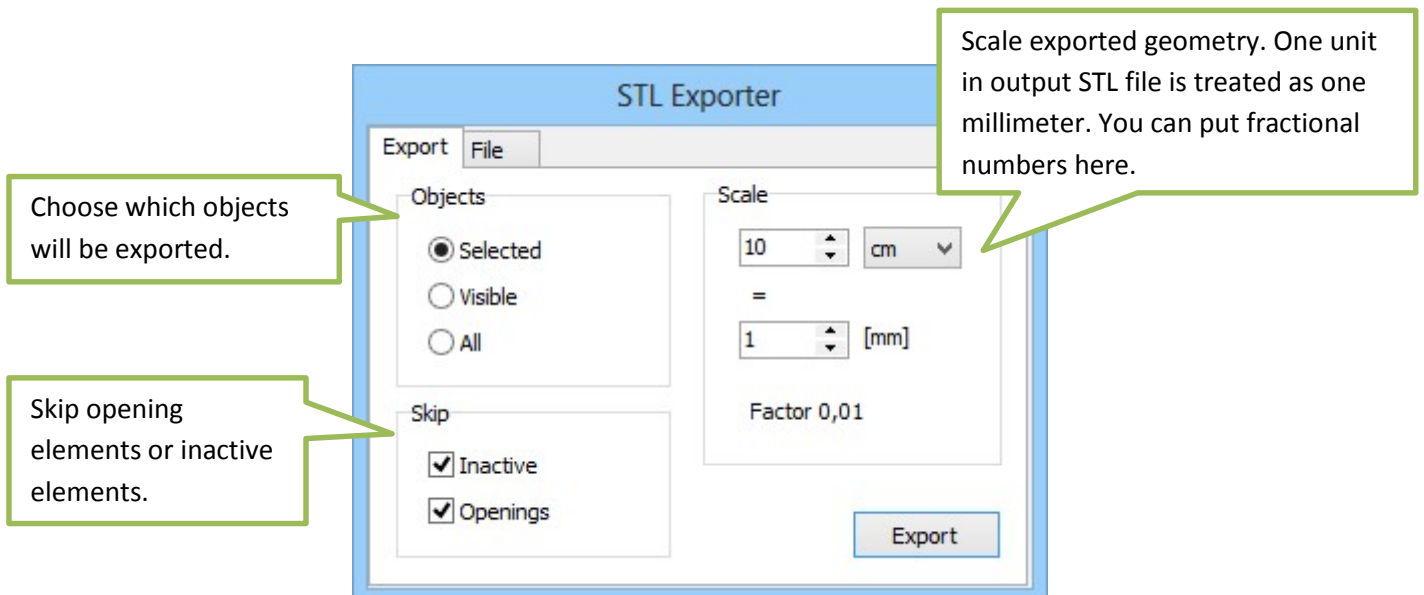 Scale exported geometry. One unit
in output STL file is treated as one
millimeter. You can put fractional
numbers here.
STL Exporter
Export
File
Choose which objects
will be exported.
Objects
Selected
Visible
All
Scale
10
cm
=
1
[mm]
Factor 0,01
Skip opening
elements or inactive
elements.
Skip
Inactive
Openings
Export